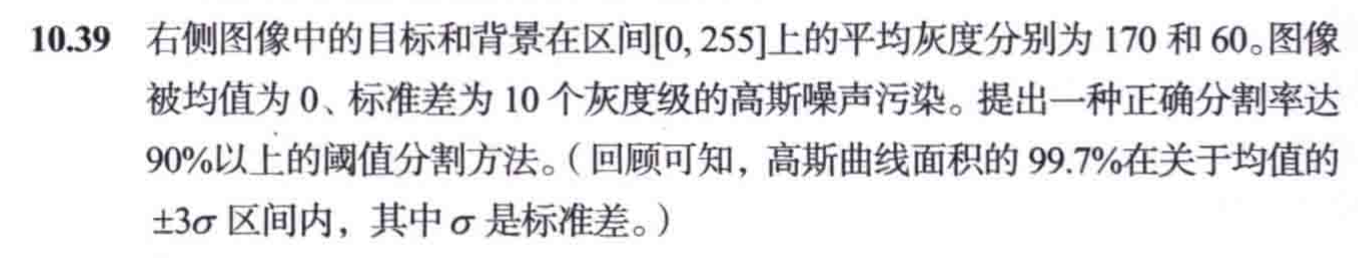 10.39 右侧图像中的目标和背景在区间[0, 255]上的平均灰度分别为 170 和 60。图像
被均值为 0、标准差为 10 个灰度级的高斯噪声污染。提出一种正确分割率达
90%以上的阈值分割方法。（回顾可知，高斯曲线面积的 99.7%在关于均值的
±3σ 区间内，其中 σ 是标准差。）